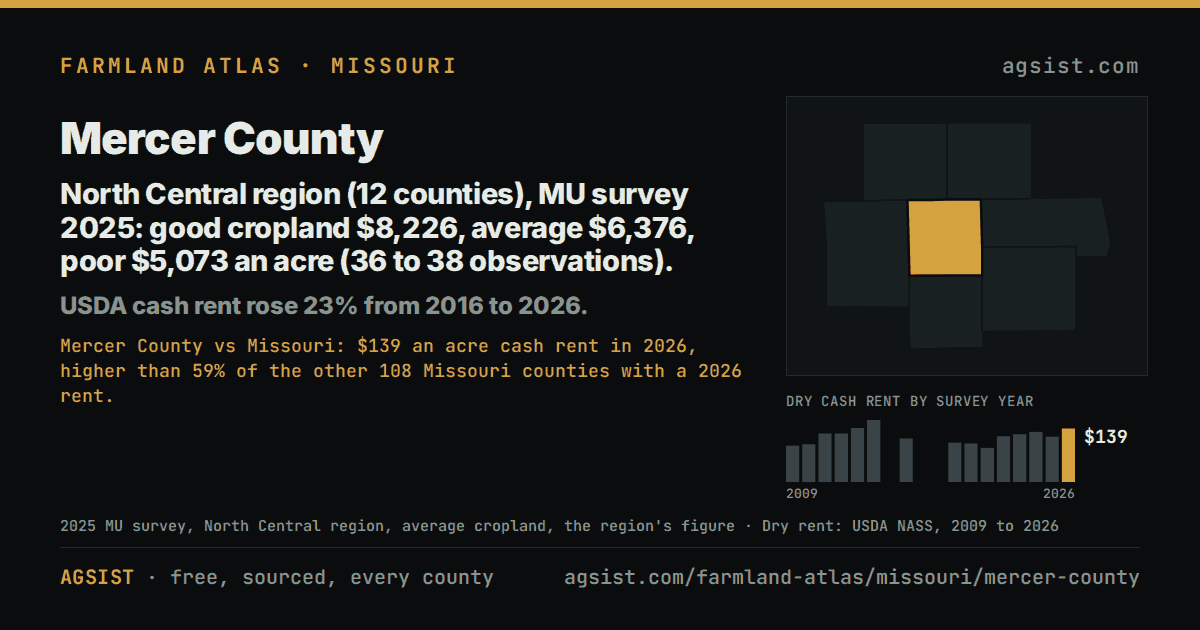 FARMLAND ATLAS · MISSOURI
agsist.com
Mercer County
North Central region (12 counties), MU survey
2025: good cropland $8,226, average $6,376,
poor $5,073 an acre (36 to 38 observations).
USDA cash rent rose 23% from 2016 to 2026.
Mercer County vs Missouri: $139 an acre cash rent in 2026,
higher than 59% of the other 108 Missouri counties with a 2026
rent.
DRY CASH RENT BY SURVEY YEAR
$139
2009
2026
2025 MU survey, North Central region, average cropland, the region's figure · Dry rent: USDA NASS, 2009 to 2026
AGSIST · free, sourced, every county
agsist.com/farmland-atlas/missouri/mercer-county